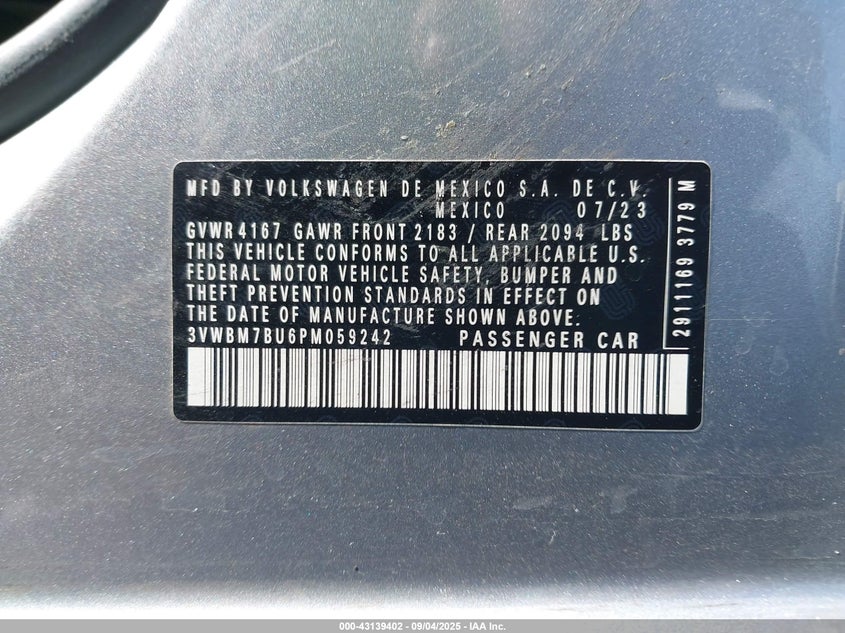 MFD BY VOLKSWAGEN DE MEXICO S.A. DE C.V.
MEXICO 07/23
GVWR 4167 GAWR FRONT 2183 / REAR 2094 LBS
THIS VEHICLE CONFORMS TO ALL APPLICABLE U.S.
FEDERAL MOTOR VEHICLE SAFETY, BUMPER AND
THEFT PREVENTION STANDARDS IN EFFECT ON
THE DATE OF MANUFACTURE SHOWN ABOVE.
3VWBM7BU6PM059242 PASSENGER CAR
2911169 3779 M
000-43139402 - 09/04/2025 - IAA Inc.